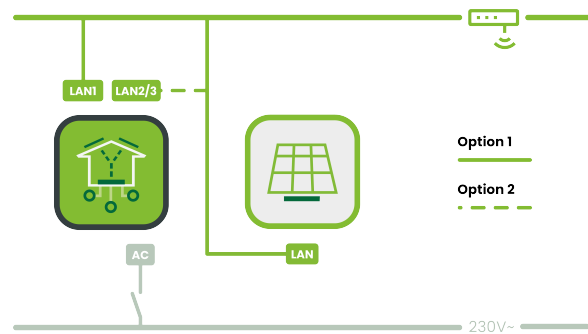 LAN1
LAN2/3
Option 1
Option 2
AC
LAN
230V~